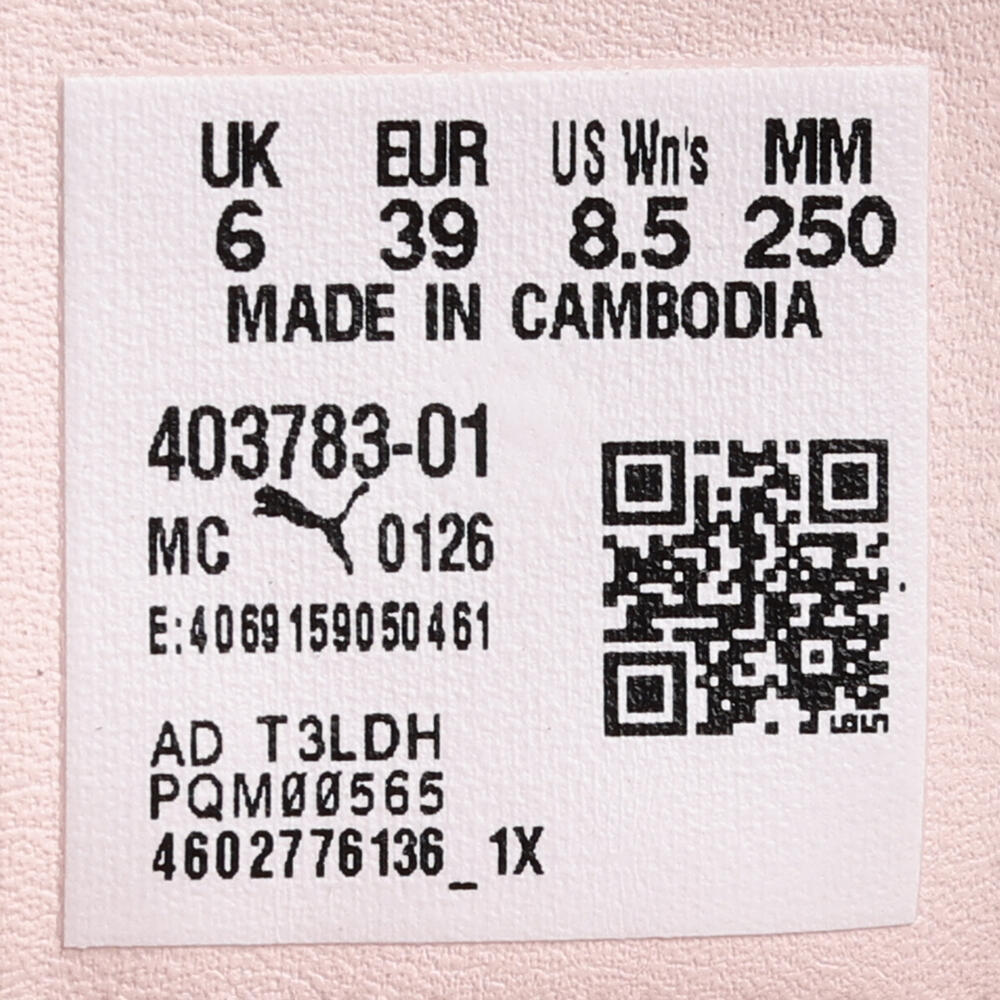 UK EUR US Wn's MM
6 39 8.5 250
MADE IN CAMBODIA
403783-01
MC 0126
E:4069159050461
AD T3LDH
PQM00565
4602776136_1X